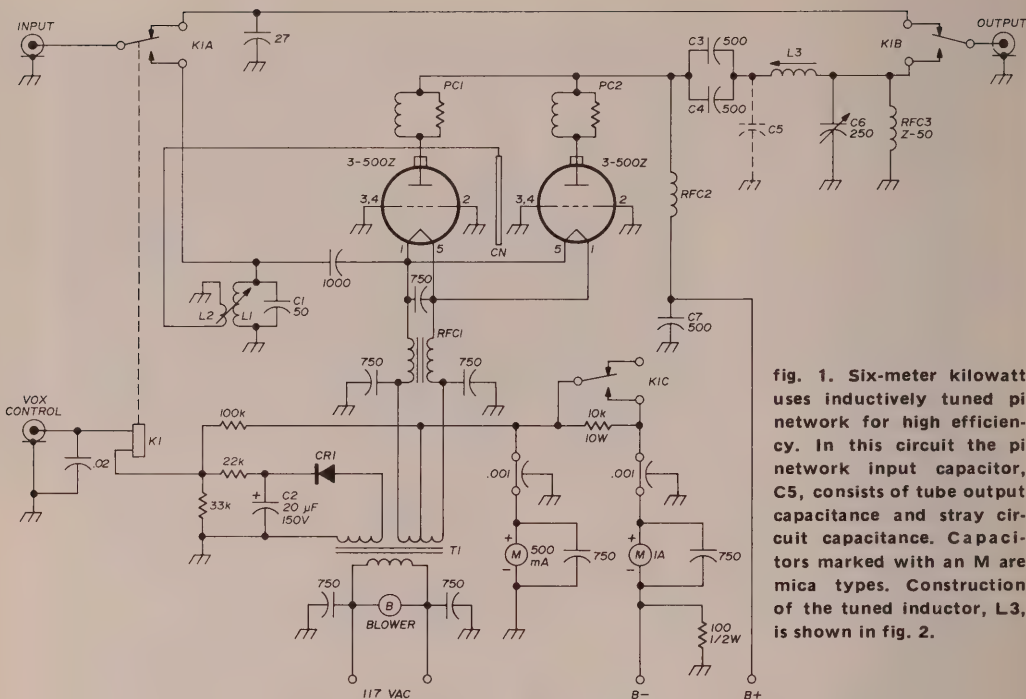 INPUT
K1A
27
C3
500
C4
500
L3
K1B
OUTPUT
PC1
PC2
C5
C6
250
RFC3
Z-50
3-500Z
3-500Z
3,4
2
3,4
2
RFC2
1
5
CN
5
1
1000
L2
L1
C1
50
750
C7
500
RFC1
750
750
VOX
CONTROL
K1
.02
100k
22k
CR1
33k
C2
20 µF
150V
T1
K1C
10k
10W
.001
.001
+
M
-
500
mA
750
+
M
-
1A
750
750
750
B
BLOWER
100
1/2W
117 VAC
B-
B+
fig. 1. Six-meter kilowatt
uses inductively tuned pi
network for high efficien-
cy. In this circuit the pi
network input capacitor,
C5, consists of tube output
capacitance and stray cir-
cuit capacitance. Capaci-
tors marked with an M are
mica types. Construction
of the tuned inductor, L3,
is shown in fig. 2.